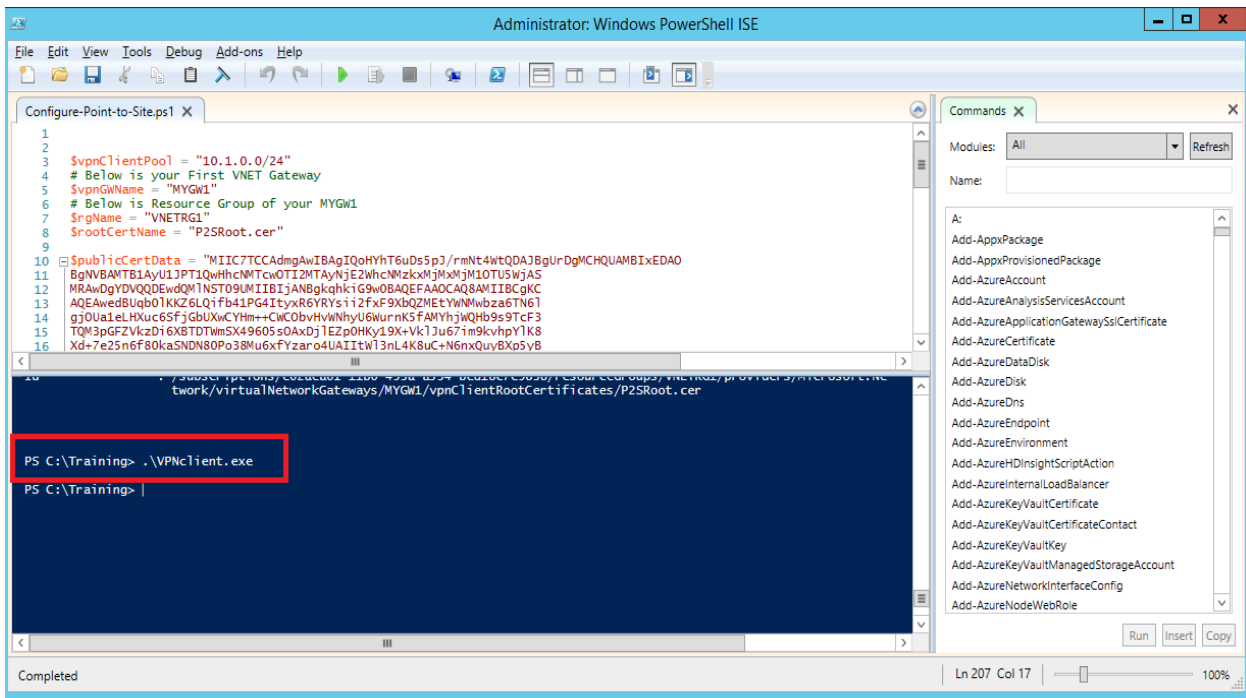 Administrator: Windows PowerShell ISE
File Edit View Tools Debug Add-ons Help
Configure-Point-to-Site.ps1
1
2
3 $vpnClientPool = "10.1.0.0/24"
4 # Below is your First VNET Gateway
5 $vpnGWName = "MYGW1"
6 # Below is Resource Group of your MYGW1
7 $rgName = "VNETRG1"
8 $rootCertName = "P2SRoot.cer"
9
10 $publicCertData = "MIIC7TCCAdmgAwIBAgIQoHYhT6uDs5pJ/rmNt4WtQDAJBgUrDgMCHQUAMBIxEDAO
11 BgNVBAMTB1AyU1JPT1QwHhcNMTcwOTI2MTAyNjE2WhcNMzkxMjMxMjM1OTU5WjAS
12 MRAwDgYDVQQDEwdQMlNST09UMIIBIjANBgkqhkiG9w0BAQEFAAOCAQ8AMIIBCgKC
13 AQEAwedBUqb0lKKZ6LQifb41PG4ItyxR6YRYsii2fxF9XbQZMEtYWNMwbza6TN6l
14 gjOUa1eLHXuc6SfjGbUXwCYHm++CWCObvHvWNhyU6WurnK5fAMYhjWQHb9s9TcF3
15 TQM3pGFZVkzDi6XBTDTWmSX49605sOAxDjlEZpOHKy19X+VklJu67im9kvhpYlK8
16 Xd+7e25n6f80kaSNDN80Po38Mu6xfYzaro4UAIItWl3nL4K8uC+N6nxQuyBXp5yB
twork/virtualNetworkGateways/MYGW1/vpnClientRootCertificates/P2SRoot.cer
PS C:\Training> .\VPNclient.exe
PS C:\Training>
Commands
Modules: All Refresh
Name:
A:
Add-AppxPackage
Add-AppxProvisionedPackage
Add-AzureAccount
Add-AzureAnalysisServicesAccount
Add-AzureApplicationGatewaySslCertificate
Add-AzureCertificate
Add-AzureDataDisk
Add-AzureDisk
Add-AzureDns
Add-AzureEndpoint
Add-AzureEnvironment
Add-AzureHDInsightScriptAction
Add-AzureInternalLoadBalancer
Add-AzureKeyVaultCertificate
Add-AzureKeyVaultCertificateContact
Add-AzureKeyVaultKey
Add-AzureKeyVaultManagedStorageAccount
Add-AzureNetworkInterfaceConfig
Add-AzureNodeWebRole
Run Insert Copy
Completed
Ln 207 Col 17 100%